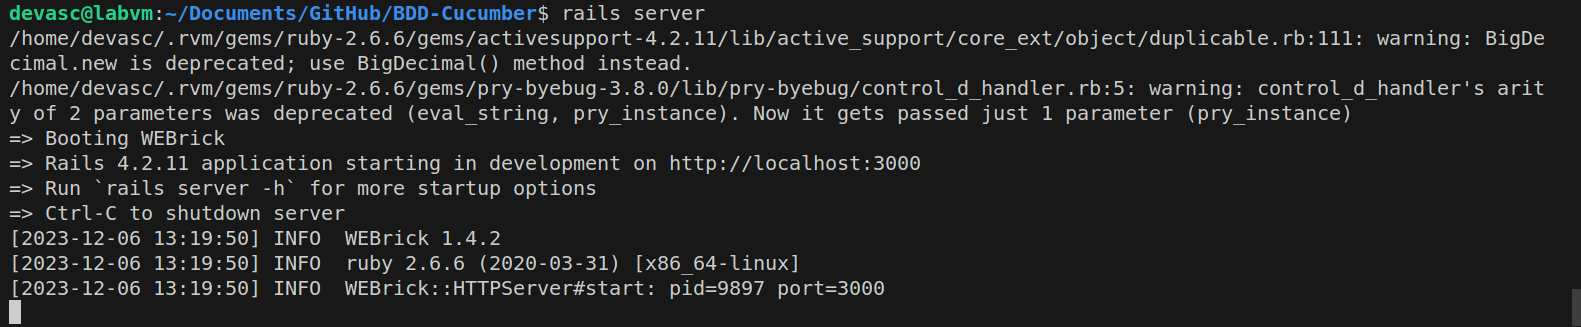 devasc@labvm:~/Documents/GitHub/BDD-Cucumber$ rails server
/home/devasc/.rvm/gems/ruby-2.6.6/gems/activesupport-4.2.11/lib/active_support/core_ext/object/duplicable.rb:111: warning: BigDe
cimal.new is deprecated; use BigDecimal() method instead.
/home/devasc/.rvm/gems/ruby-2.6.6/gems/pry-byebug-3.8.0/lib/pry-byebug/control_d_handler.rb:5: warning: control_d_handler's arit
y of 2 parameters was deprecated (eval_string, pry_instance). Now it gets passed just 1 parameter (pry_instance)
=> Booting WEBrick
=> Rails 4.2.11 application starting in development on http://localhost:3000
=> Run `rails server -h` for more startup options
=> Ctrl-C to shutdown server
[2023-12-06 13:19:50] INFO  WEBrick 1.4.2
[2023-12-06 13:19:50] INFO  ruby 2.6.6 (2020-03-31) [x86_64-linux]
[2023-12-06 13:19:50] INFO  WEBrick::HTTPServer#start: pid=9897 port=3000